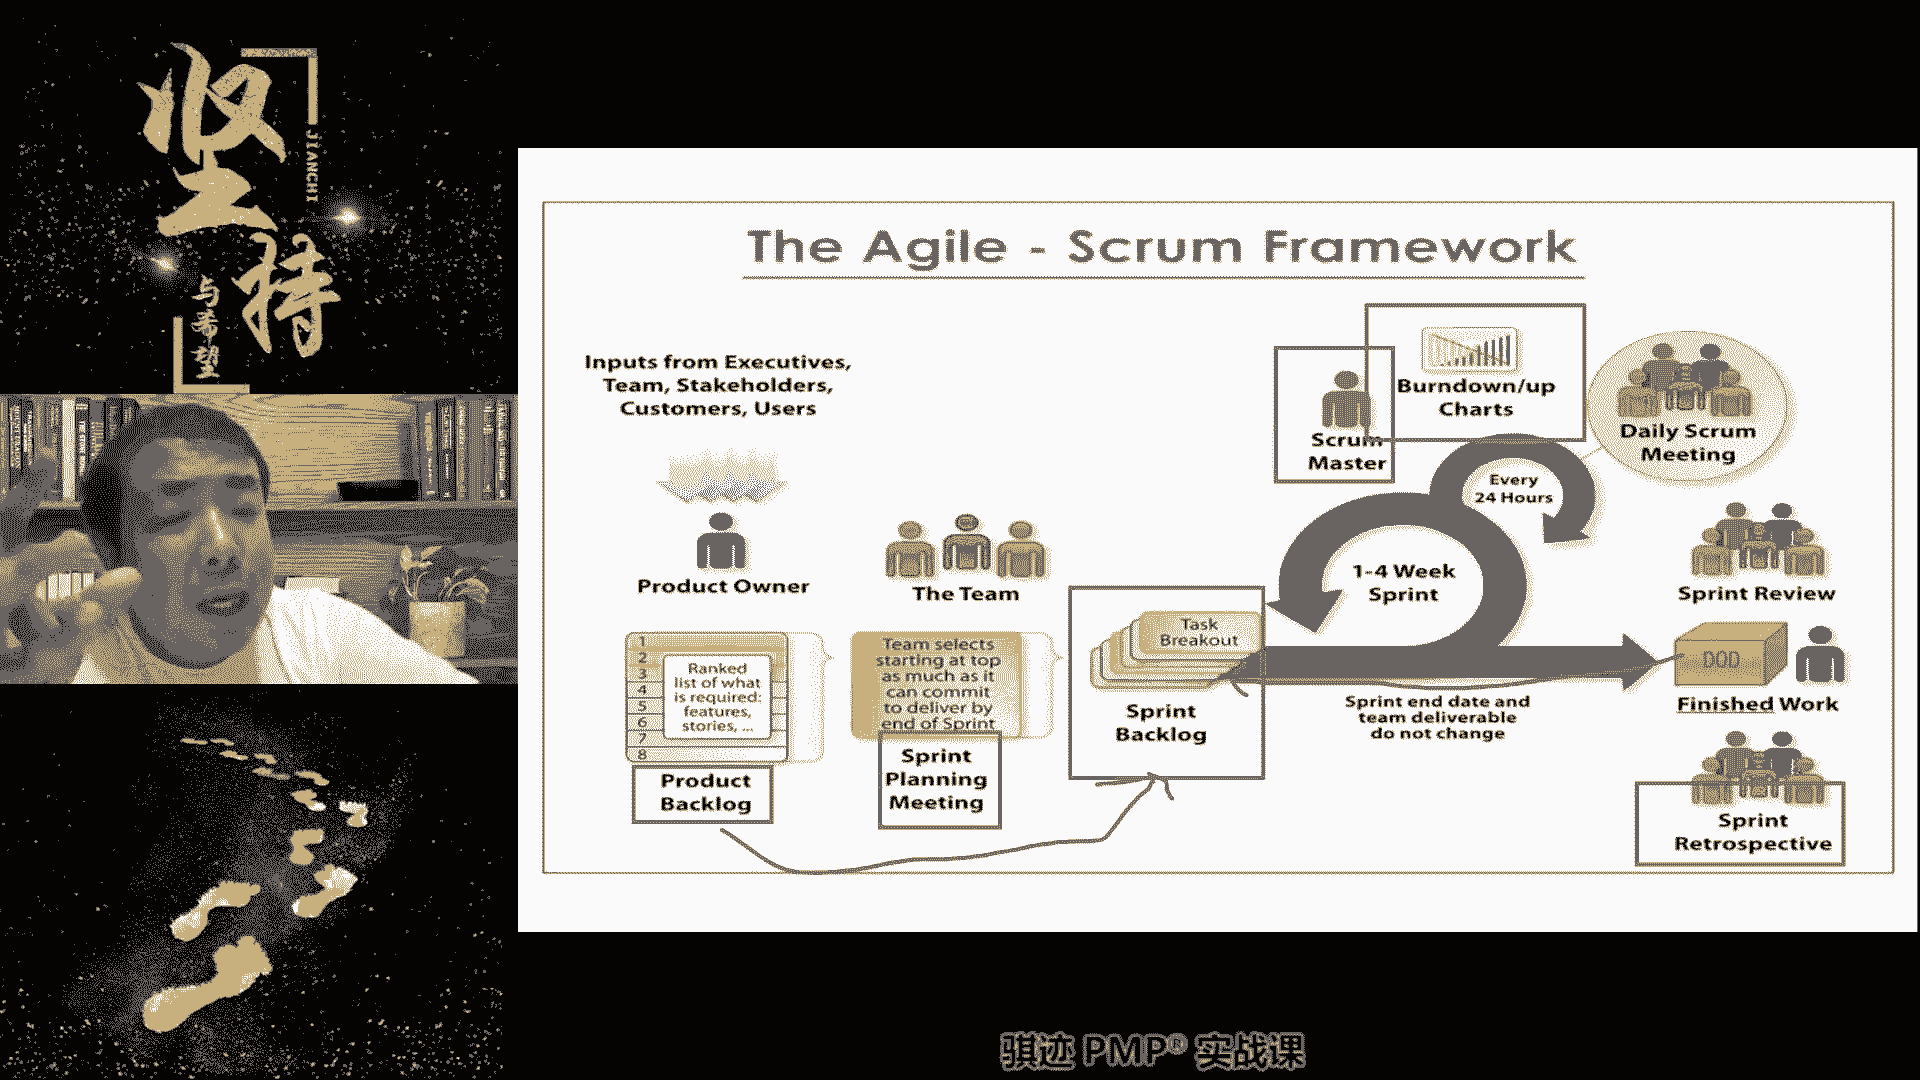 坚持
JIANCHI
与希望
The Agile - Scrum Framework
Inputs from Executives,
Team, Stakeholders,
Customers, Users
Product Owner
The Team
1
2
3
4
5
6
7
8
Ranked
list of what
is required:
features,
stories, ...
Product
Backlog
Team selects
starting at top
as much as it
can commit
to deliver by
end of Sprint
Sprint
Planning
Meeting
Task
Breakout
Sprint
Backlog
Scrum
Master
Burndown/up
Charts
Every
24 Hours
1-4 Week
Sprint
Daily Scrum
Meeting
Sprint Review
DOD
Finished Work
Sprint end date and
team deliverable
do not change
Sprint
Retrospective
骐迹 PMP® 实战课